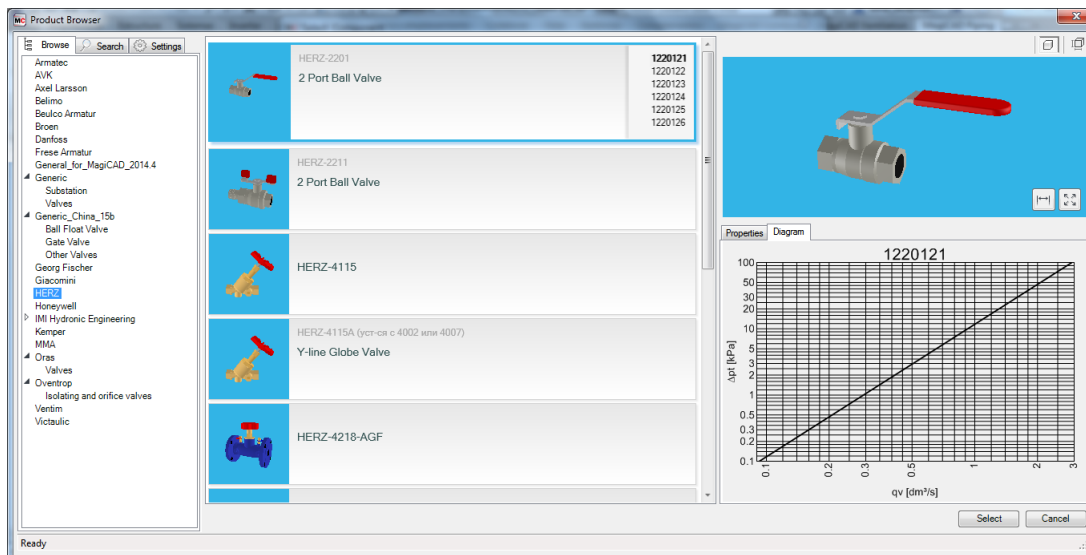 MC Product Browser
Browse
Search
Settings
Armatec
AVK
Axel Larsson
Belimo
Beulco Armatur
Broen
Danfoss
Frese Armatur
General_for_MagiCAD_2014.4
Generic
Substation
Valves
Generic_China_15b
Ball Float Valve
Gate Valve
Other Valves
Georg Fischer
Giacomini
HERZ
Honeywell
IMI Hydronic Engineering
Kemper
MMA
Oras
Valves
Oventrop
Isolating and orifice valves
Ventim
Victaulic
HERZ-2201
2 Port Ball Valve
1220121
1220122
1220123
1220124
1220125
1220126
HERZ-2211
2 Port Ball Valve
HERZ-4115
HERZ-4115A (уст-ся с 4002 или 4007)
Y-line Globe Valve
HERZ-4218-AGF
Properties
Diagram
1220121
100
50
30
20
10
5
3
2
1
0.5
0.3
0.2
0.1
Δpt [kPa]
0.1
0.2
0.3
0.5
1
2
3
qv [dm³/s]
Select
Cancel
Ready